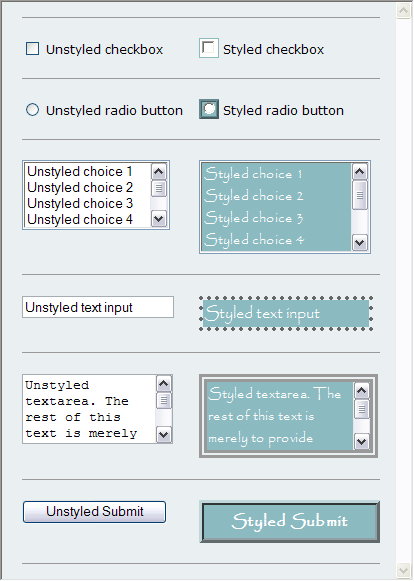 Unstyled checkbox Styled checkbox
Unstyled radio button Styled radio button
Unstyled choice 1
Unstyled choice 2
Unstyled choice 3
Unstyled choice 4
Styled choice 1
Styled choice 2
Styled choice 3
Styled choice 4
Unstyled text input Styled text input
Unstyled
textarea. The
rest of this
text is merely
Styled textarea. The
rest of this text is
merely to provide
Unstyled Submit Styled Submit